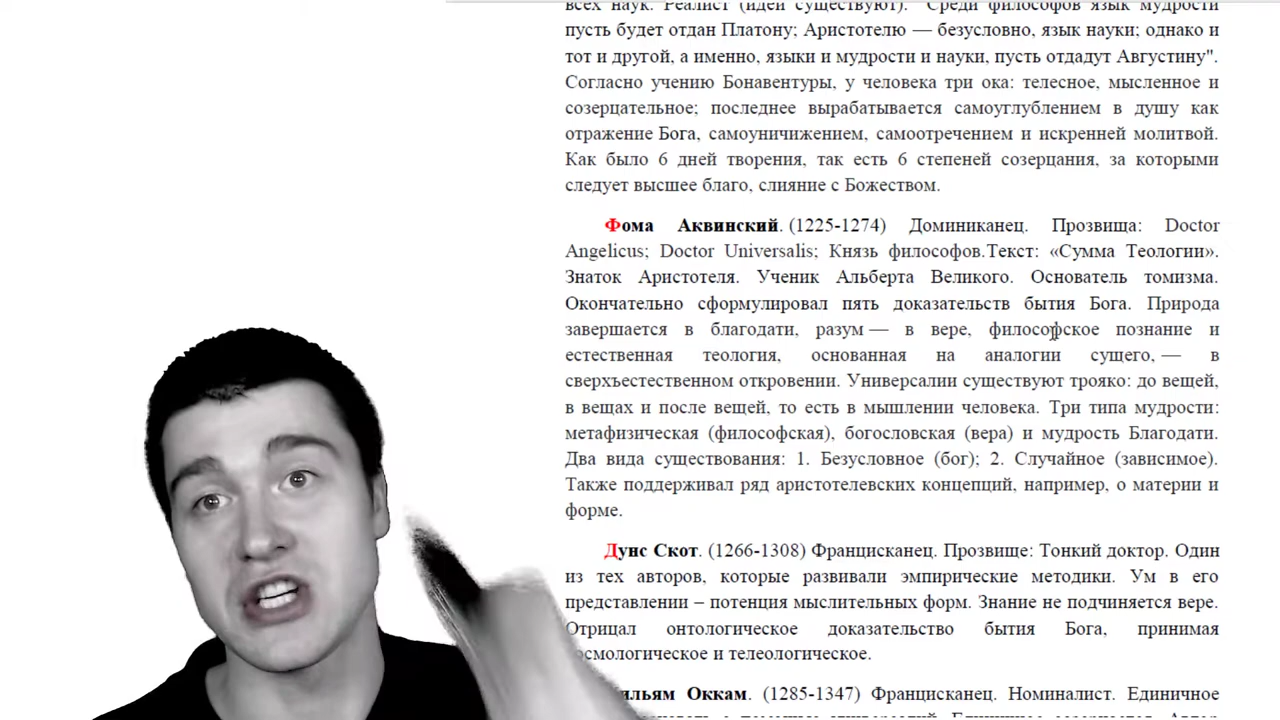 всех наук. Реалист (идеи существуют). "Среди философов язык мудрости
пусть будет отдан Платону; Аристотелю — безусловно, язык науки; однако и
тот и другой, а именно, языки и мудрости и науки, пусть отдадут Августину".
Согласно учению Бонавентуры, у человека три ока: телесное, мысленное и
созерцательное; последнее вырабатывается самоуглублением в душу как
отражение Бога, самоуничижением, самоотречением и искренней молитвой.
Как было 6 дней творения, так есть 6 степеней созерцания, за которыми
следует высшее благо, слияние с Божеством.
Фома Аквинский. (1225-1274) Доминиканец. Прозвища: Doctor
Angelicus; Doctor Universalis; Князь философов.Текст: «Сумма Теологии».
Знаток Аристотеля. Ученик Альберта Великого. Основатель томизма.
Окончательно сформулировал пять доказательств бытия Бога. Природа
завершается в благодати, разум — в вере, философское познание и
естественная теология, основанная на аналогии сущего, — в
сверхъестественном откровении. Универсалии существуют трояко: до вещей,
в вещах и после вещей, то есть в мышлении человека. Три типа мудрости:
метафизическая (философская), богословская (вера) и мудрость Благодати.
Два вида существования: 1. Безусловное (бог); 2. Случайное (зависимое).
Также поддерживал ряд аристотелевских концепций, например, о материи и
форме.
Дунс Скот. (1266-1308) Францисканец. Прозвище: Тонкий доктор. Один
из тех авторов, которые развивали эмпирические методики. Ум в его
представлении – потенция мыслительных форм. Знание не подчиняется вере.
Отрицал онтологическое доказательство бытия Бога, принимая
осмологическое и телеологическое.
ильям Оккам. (1285-1347) Францисканец. Номиналист. Единичное